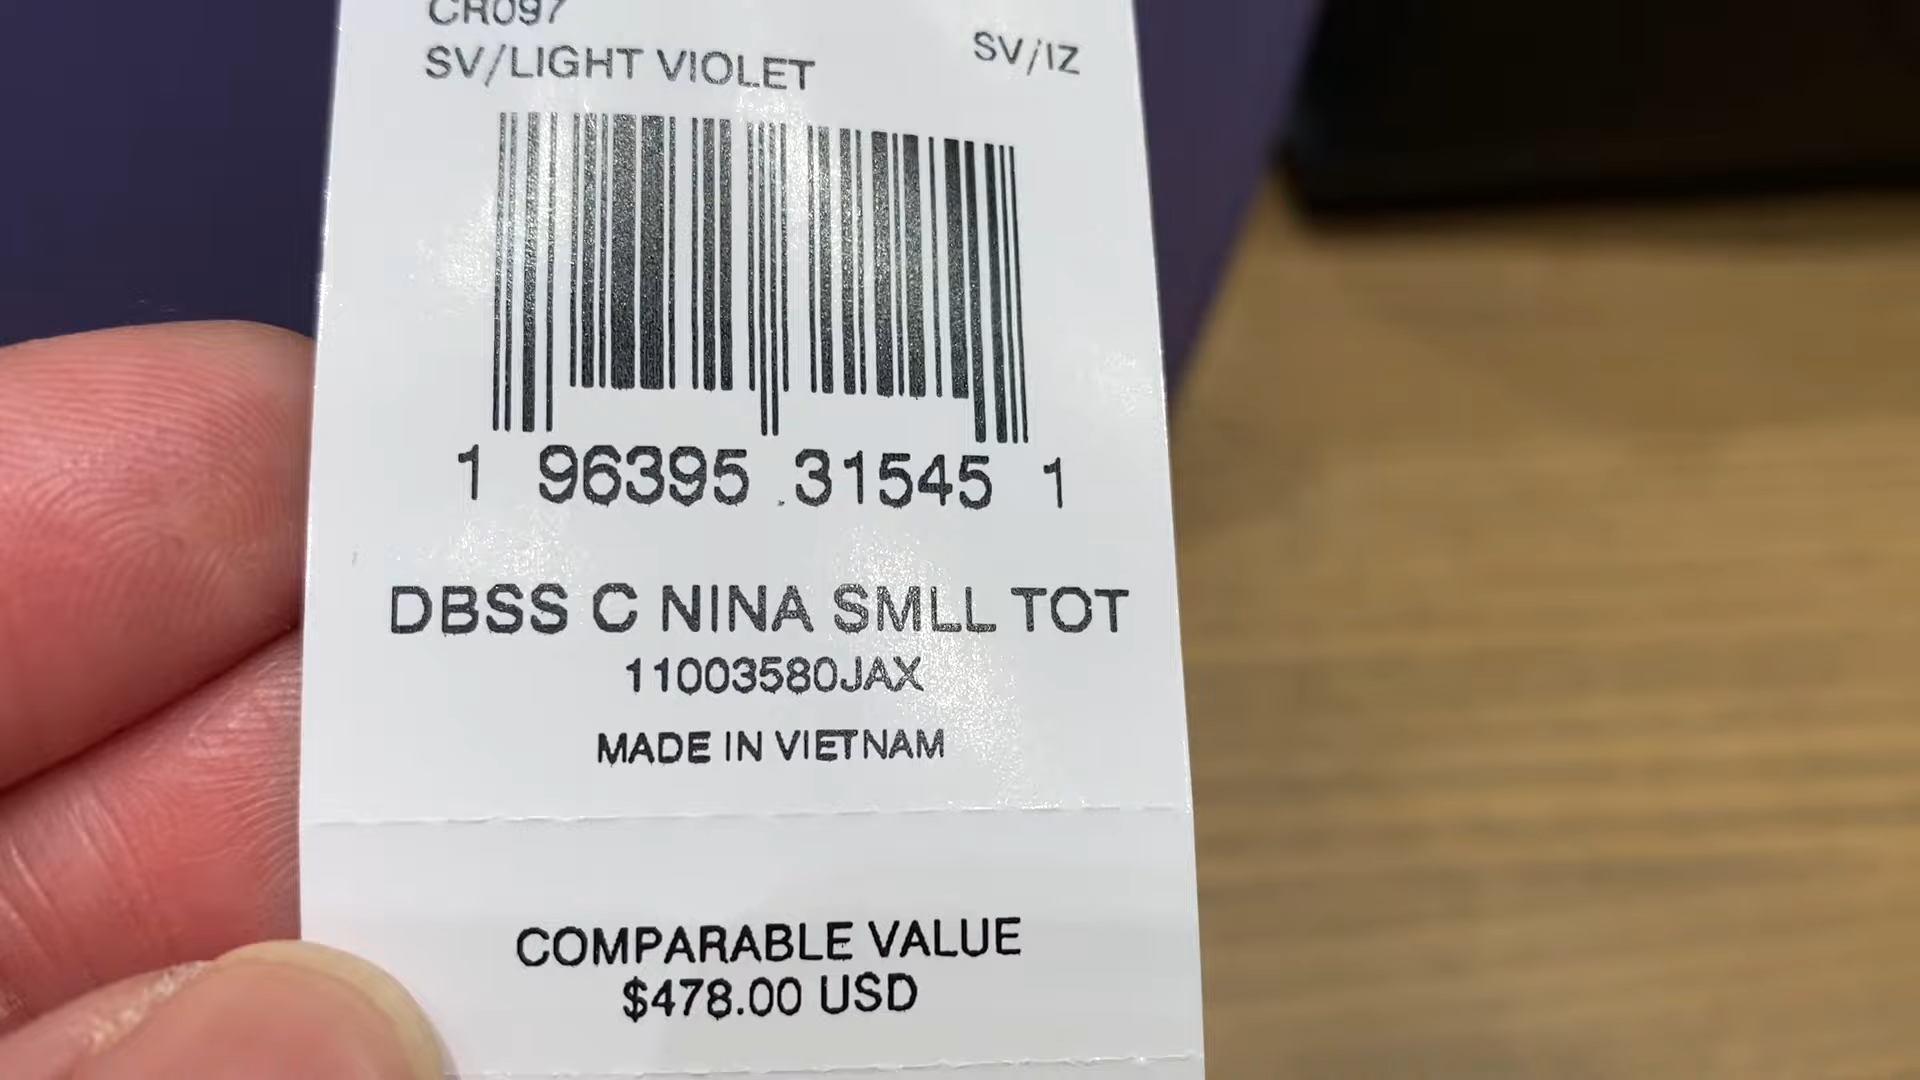 CR097
SV/LIGHT VIOLET
SV/IZ
1 96395 31545 1
DBSS C NINA SMLL TOT
11003580JAX
MADE IN VIETNAM
COMPARABLE VALUE
$478.00 USD